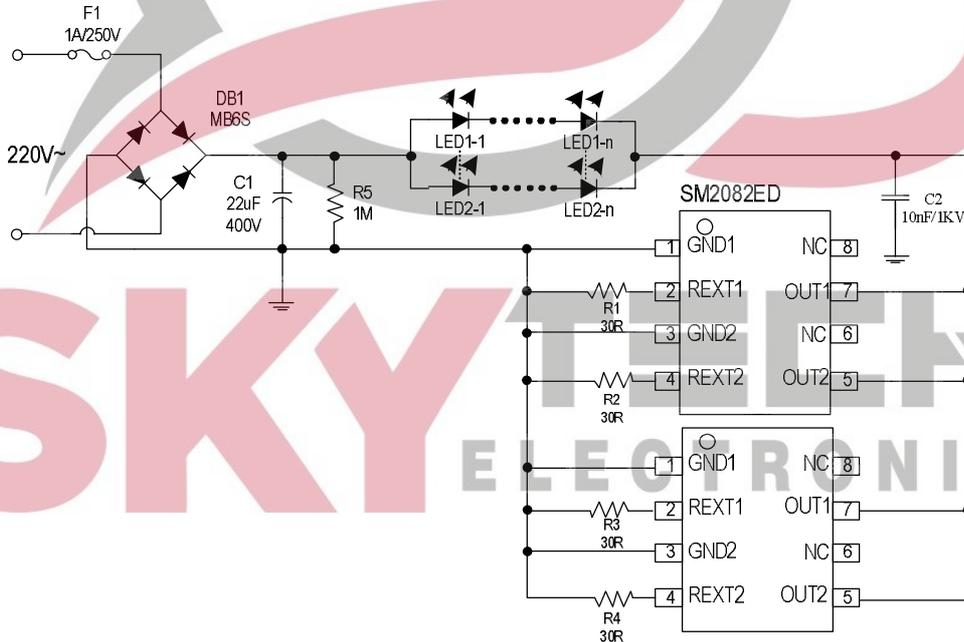 F1
1A/250V
DB1
MB6S
220V~
C1
22uF
400V
R5
1M
LED1-1
LED1-n
LED2-1
LED2-n
SM2082ED
C2
10nF/1KV
1 GND1 NC 8
2 REXT1 OUT1 7
R1
30R
3 GND2 NC 6
4 REXT2 OUT2 5
R2
30R
1 GND1 NC 8
2 REXT1 OUT1 7
R3
30R
3 GND2 NC 6
4 REXT2 OUT2 5
R4
30R
SKY TECH
ELECTRONI